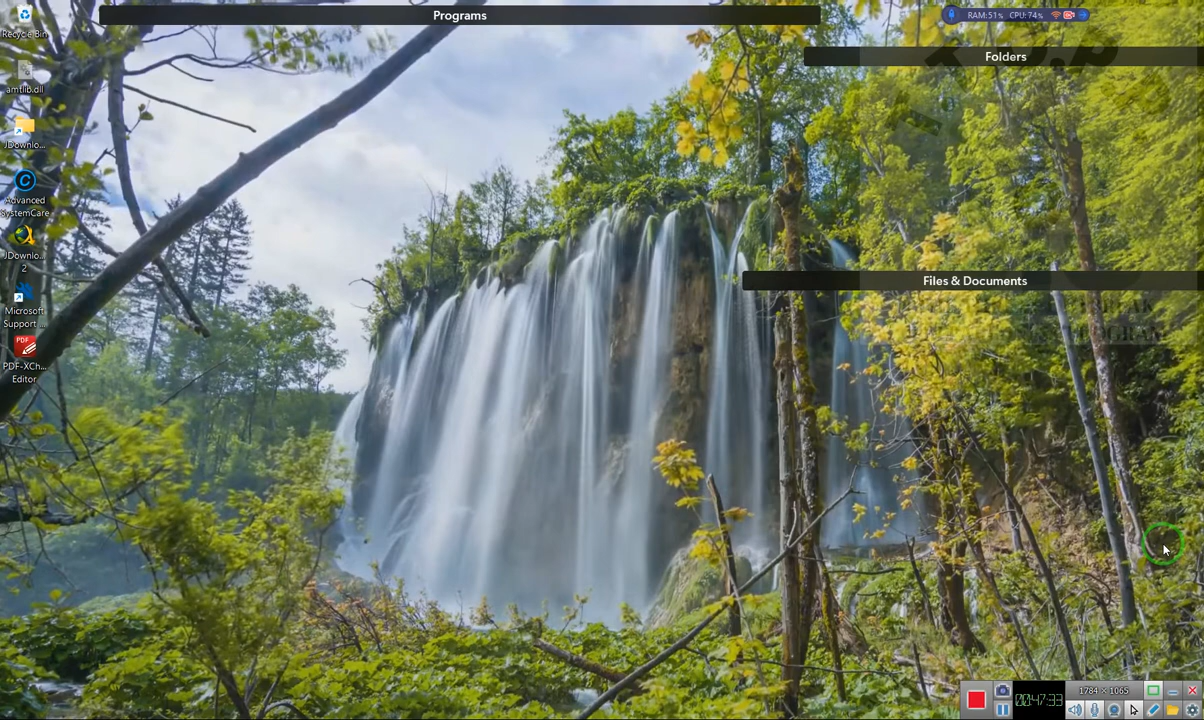 Programs
RAM:51% CPU:74%
Recycle Bin
Folders
amtlib.dll
JDownlo...
Advanced
SystemCare
JDownlo...
2
Files & Documents
Microsoft
Support ...
PDF
PDF-XCh...
Editor
00:47:33
1784 × 1065